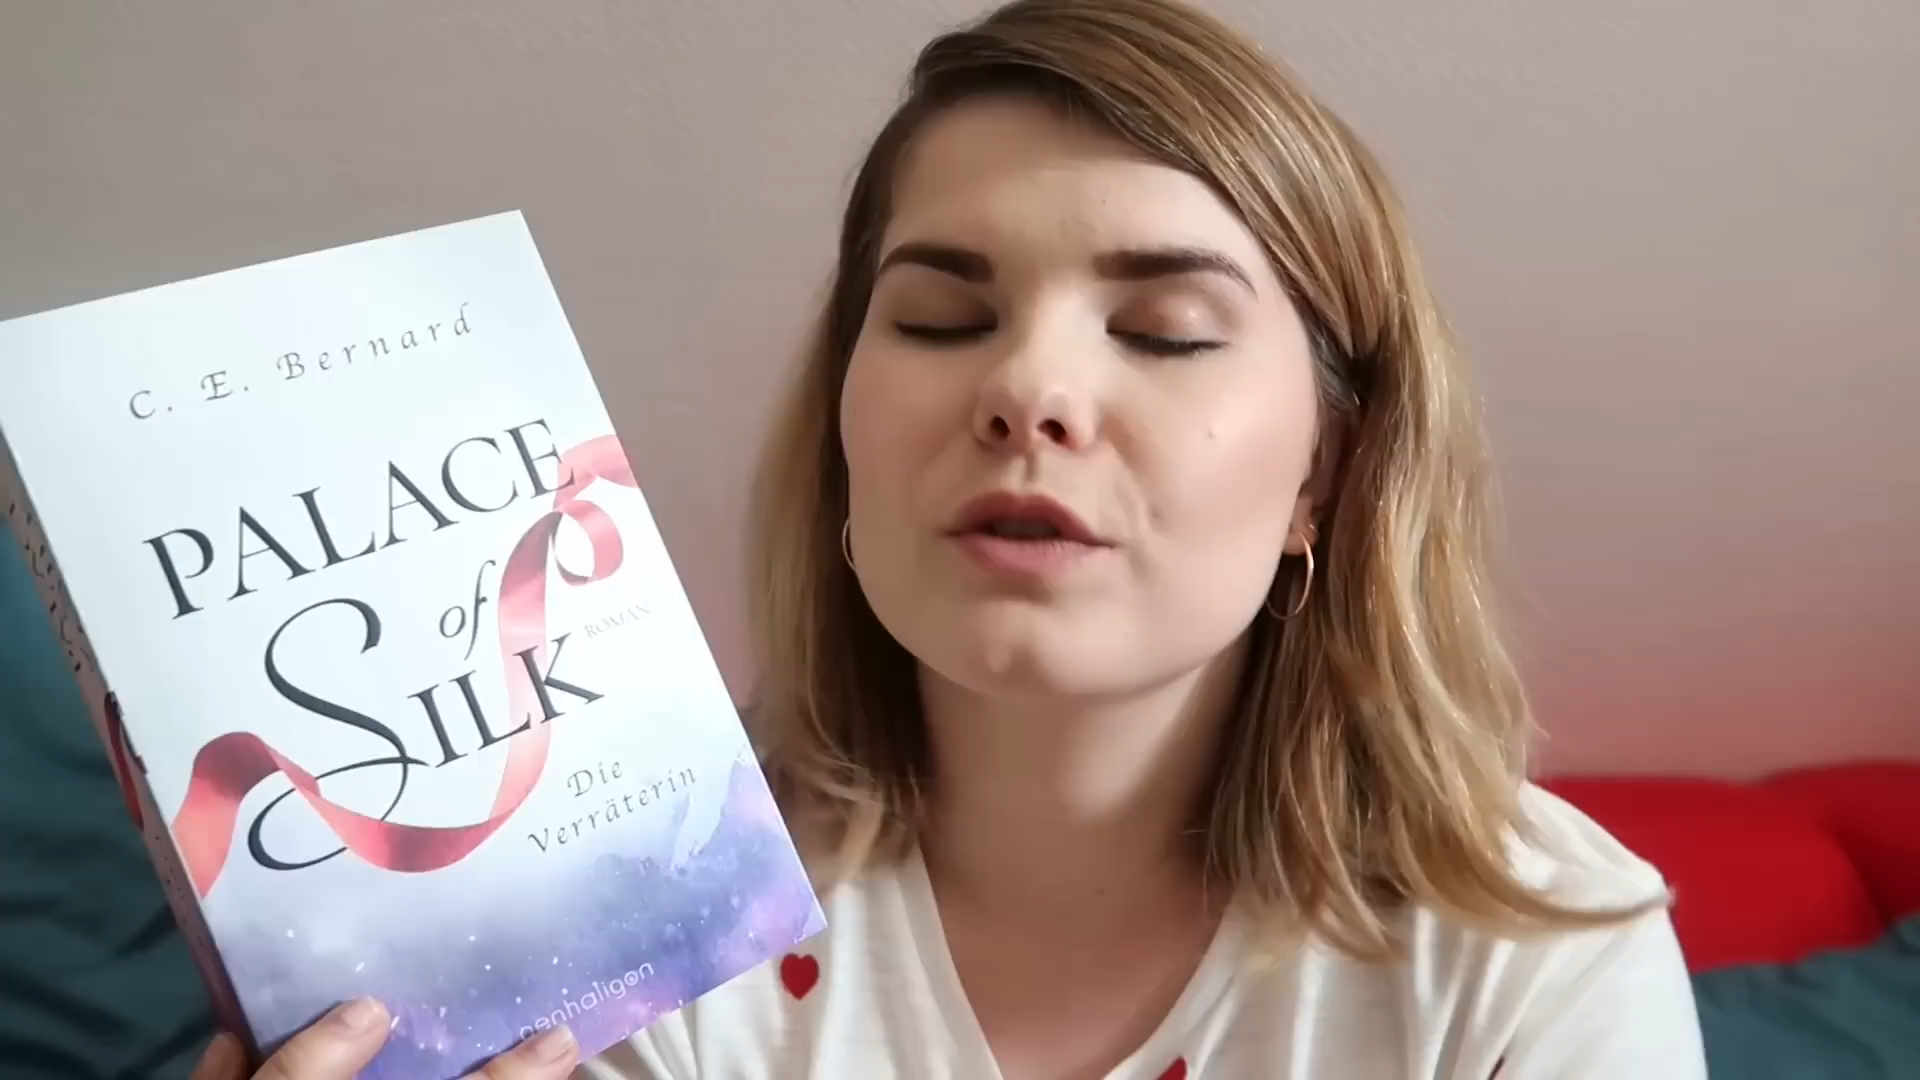 C. E. Bernard
PALACE
of
SILK
ROMAN
Die
Verräterin
penhaligon